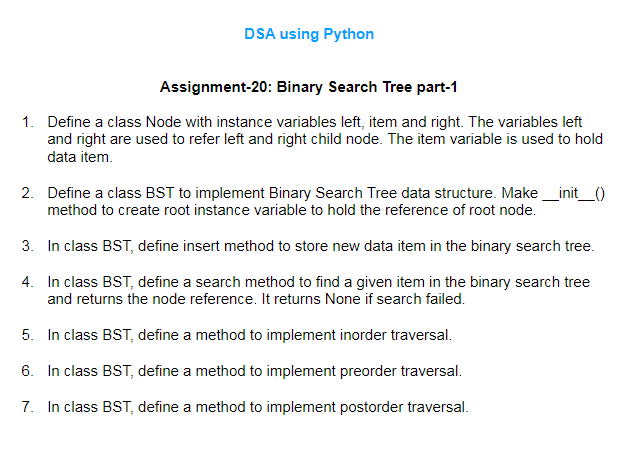 DSA using Python
Assignment-20: Binary Search Tree part-1
1. Define a class Node with instance variables left, item and right. The variables left
and right are used to refer left and right child node. The item variable is used to hold
data item.
2. Define a class BST to implement Binary Search Tree data structure. Make __init__()
method to create root instance variable to hold the reference of root node.
3. In class BST, define insert method to store new data item in the binary search tree.
4. In class BST, define a search method to find a given item in the binary search tree
and returns the node reference. It returns None if search failed.
5. In class BST, define a method to implement inorder traversal.
6. In class BST, define a method to implement preorder traversal.
7. In class BST, define a method to implement postorder traversal.